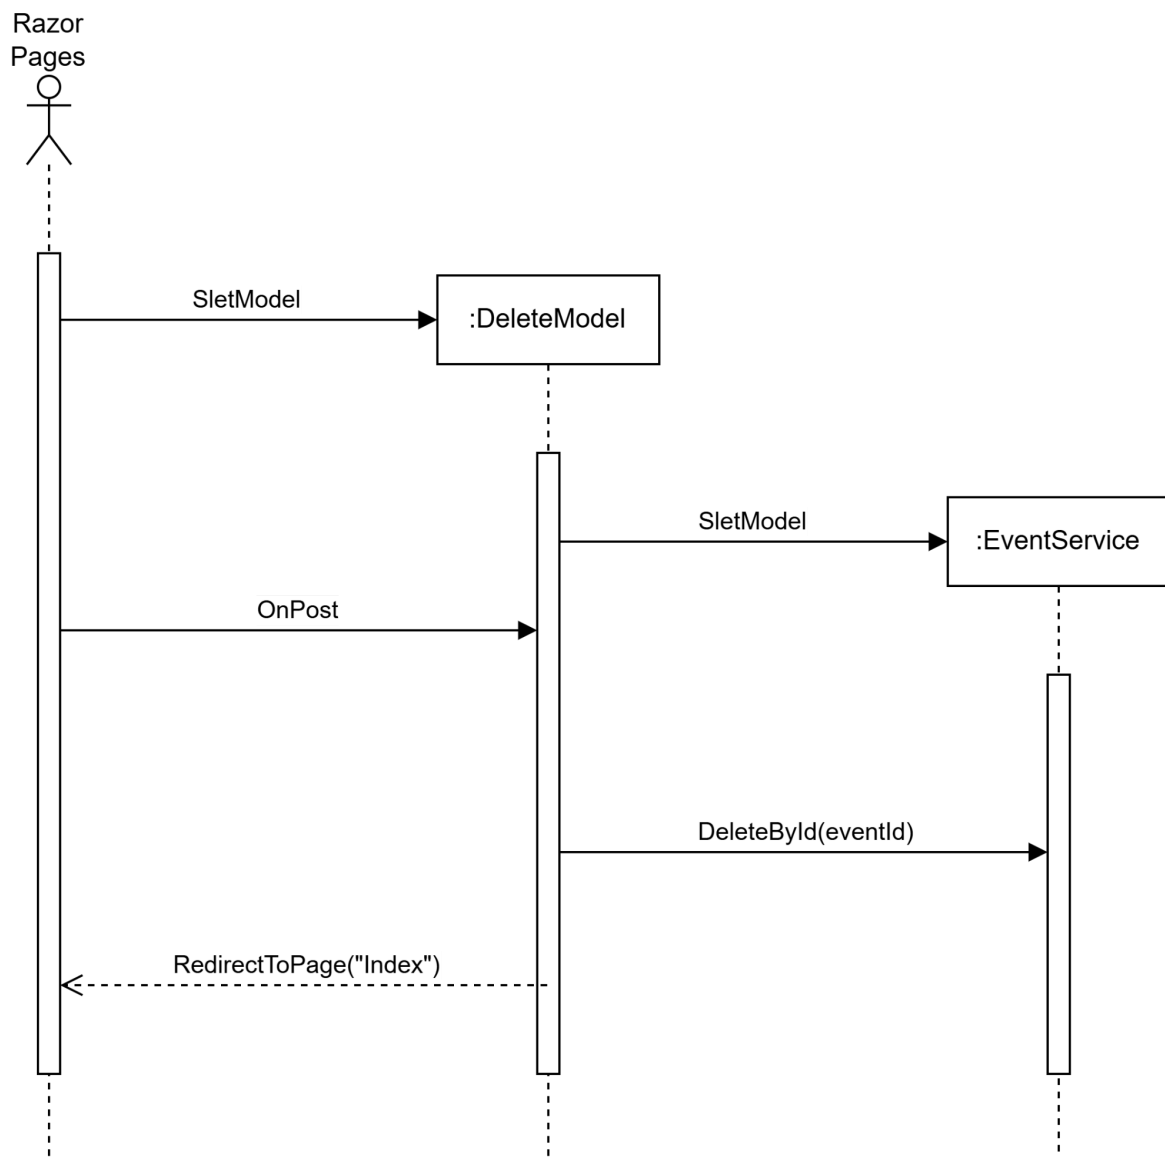 Razor
Pages
SletModel
:DeleteModel
SletModel
:EventService
OnPost
DeleteById(eventId)
RedirectToPage("Index")